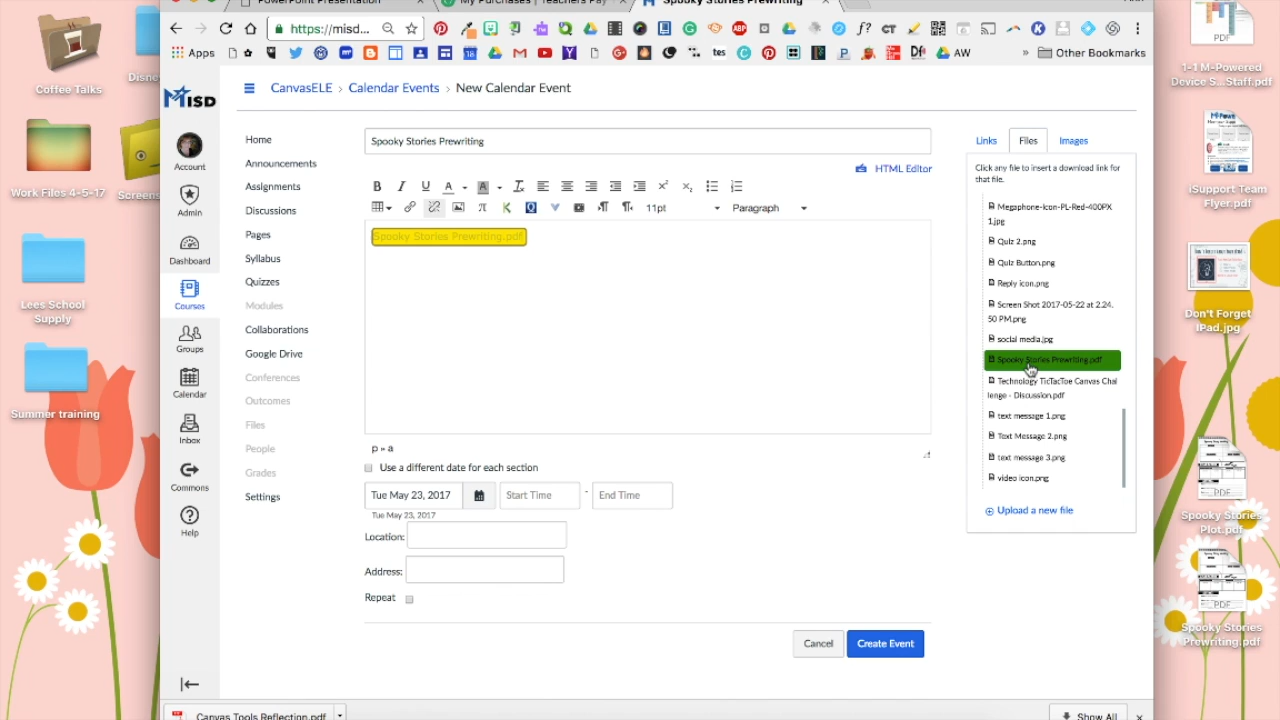 PowerPoint Presentation
My Purchases | Teachers Pay
Spooky Stories Prewriting
https://misd...
Apps
Other Bookmarks
tes
AW
MISD
CanvasELE > Calendar Events > New Calendar Event
Account
Admin
Dashboard
Courses
Groups
Calendar
Inbox
Commons
Help
Home
Announcements
Assignments
Discussions
Pages
Syllabus
Quizzes
Modules
Collaborations
Google Drive
Conferences
Outcomes
Files
People
Grades
Settings
Spooky Stories Prewriting
HTML Editor
11pt
Paragraph
Spooky Stories Prewriting.pdf
p » a
Use a different date for each section
Tue May 23, 2017
Start Time
-
End Time
Tue May 23, 2017
Location:
Address:
Repeat
Cancel
Create Event
Links
Files
Images
Click any file to insert a download link for
that file.
Megaphone-Icon-PL-Red-400PX
1.jpg
Quiz 2.png
Quiz Button.png
Reply icon.png
Screen Shot 2017-05-22 at 2.24.
50 PM.png
social media.jpg
Spooky Stories Prewriting.pdf
Technology TicTacToe Canvas Chal
lenge - Discussion.pdf
text message 1.png
Text Message 2.png
text message 3.png
video icon.png
Upload a new file
Canvas Tools Reflection.pdf
Show All
Coffee Talks
Disne
Work Files 4-5-17
Screens
Lees School
Supply
Summer training
PDF
1-1 M-Powered
Device S...Staff.pdf
iSupport Team
Flyer.pdf
Don't Forget
IPad.jpg
PDF
Spooky Stories
Plot.pdf
PDF
Spooky Stories
Prewriting.pdf